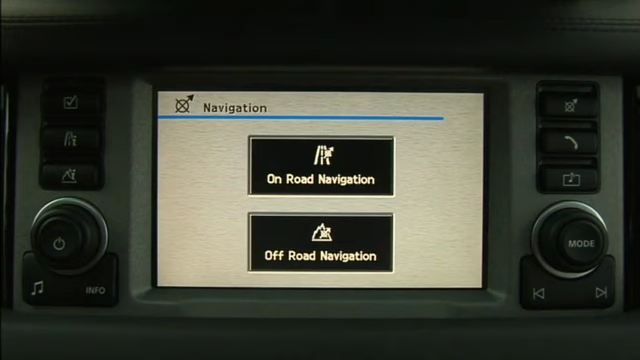 Navigation
On Road Navigation
Off Road Navigation
MODE
INFO